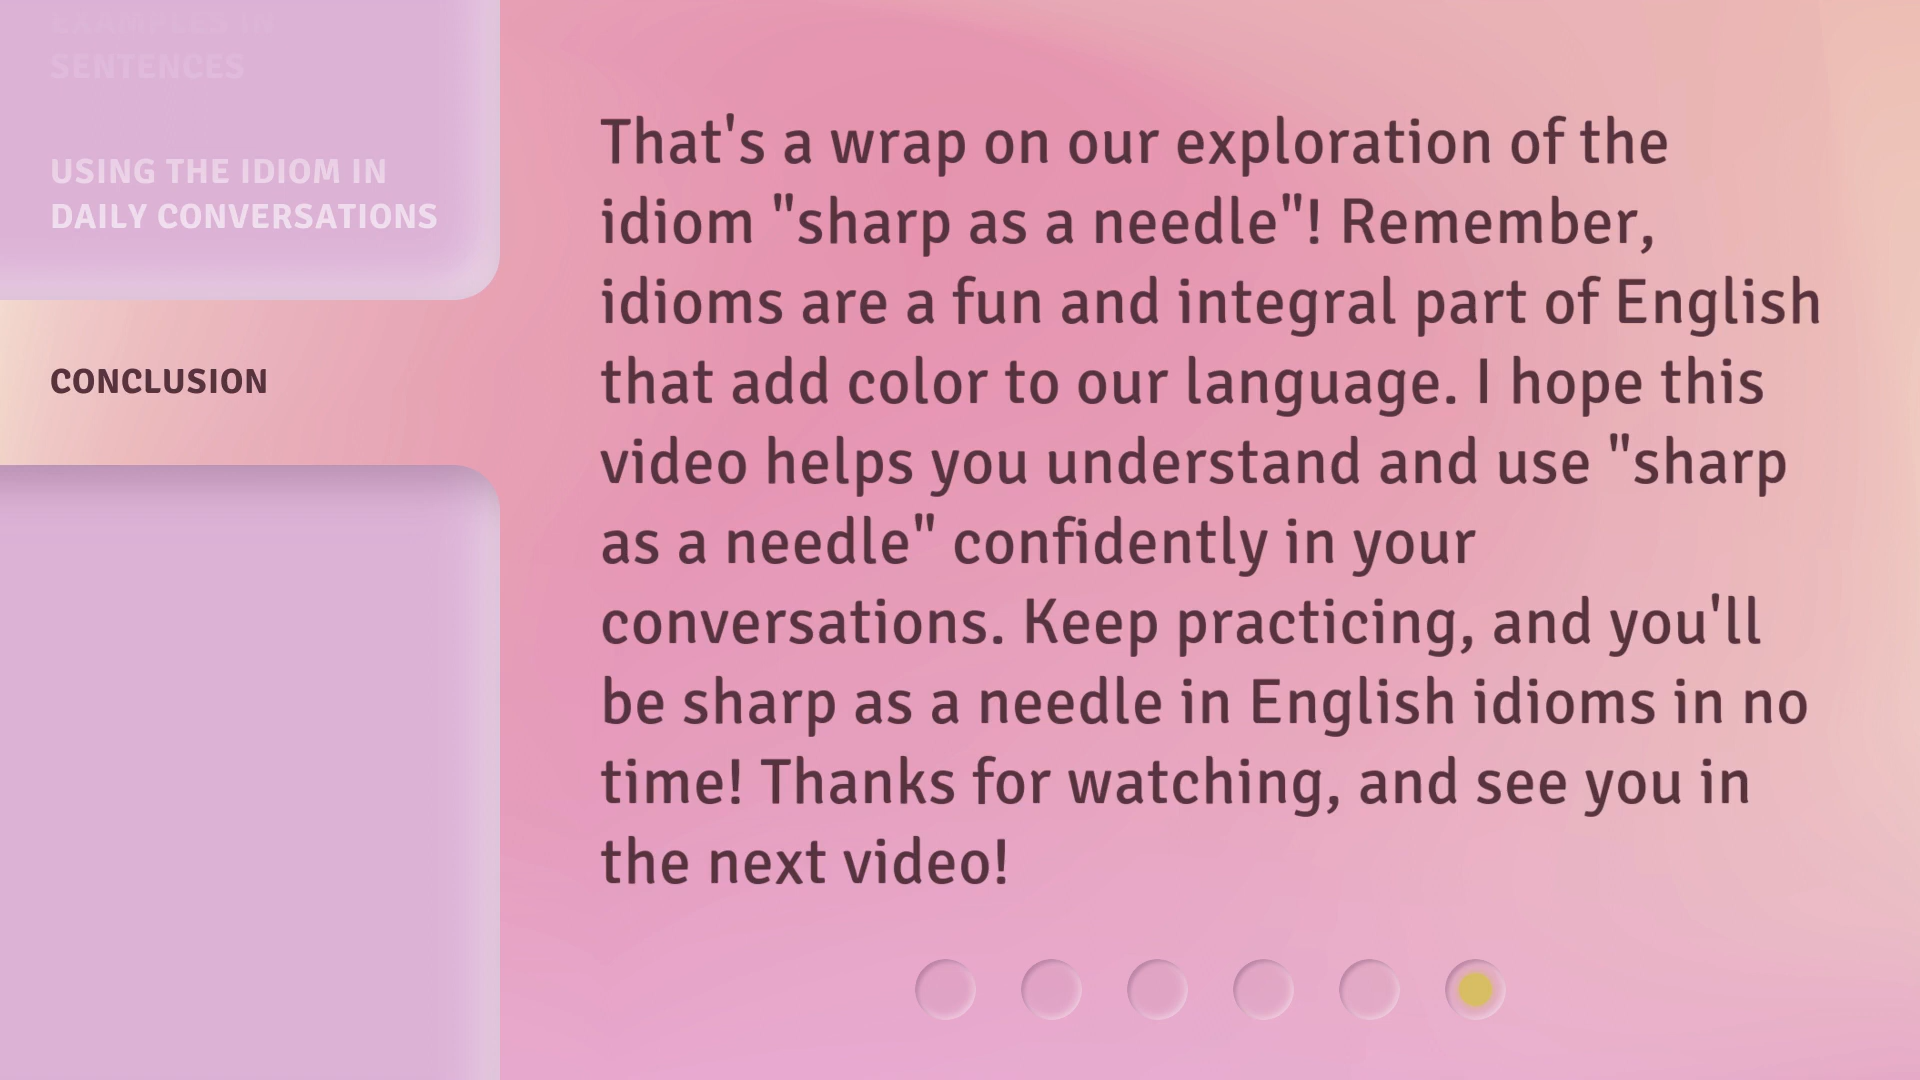 EXAMPLES IN
SENTENCES
USING THE IDIOM IN
DAILY CONVERSATIONS
CONCLUSION
That's a wrap on our exploration of the
idiom "sharp as a needle"! Remember,
idioms are a fun and integral part of English
that add color to our language. I hope this
video helps you understand and use "sharp
as a needle" confidently in your
conversations. Keep practicing, and you'll
be sharp as a needle in English idioms in no
time! Thanks for watching, and see you in
the next video!